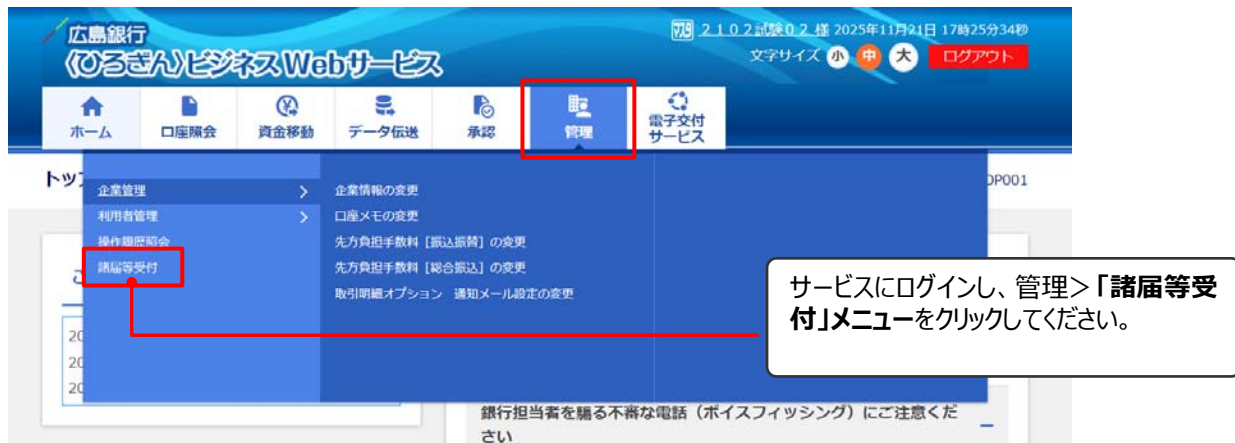 広島銀行
《ひろぎん》ビジネスWebサービス
2102試験02 様 2025年11月21日 17時25分34秒
文字サイズ 小 中 大 ログアウト
ホーム
口座照会
資金移動
データ伝送
承認
管理
電子交付
サービス
トップ
OP001
企業管理
利用者管理
操作履歴照会
諸届等受付
企業情報の変更
口座メモの変更
先方負担手数料［振込振替］の変更
先方負担手数料［総合振込］の変更
取引明細オプション 通知メール設定の変更
サービスにログインし、管理＞「諸届等受
付」メニューをクリックしてください。
20
20
20
銀行担当者を騙る不審な電話（ボイスフィッシング）にご注意くだ
さい